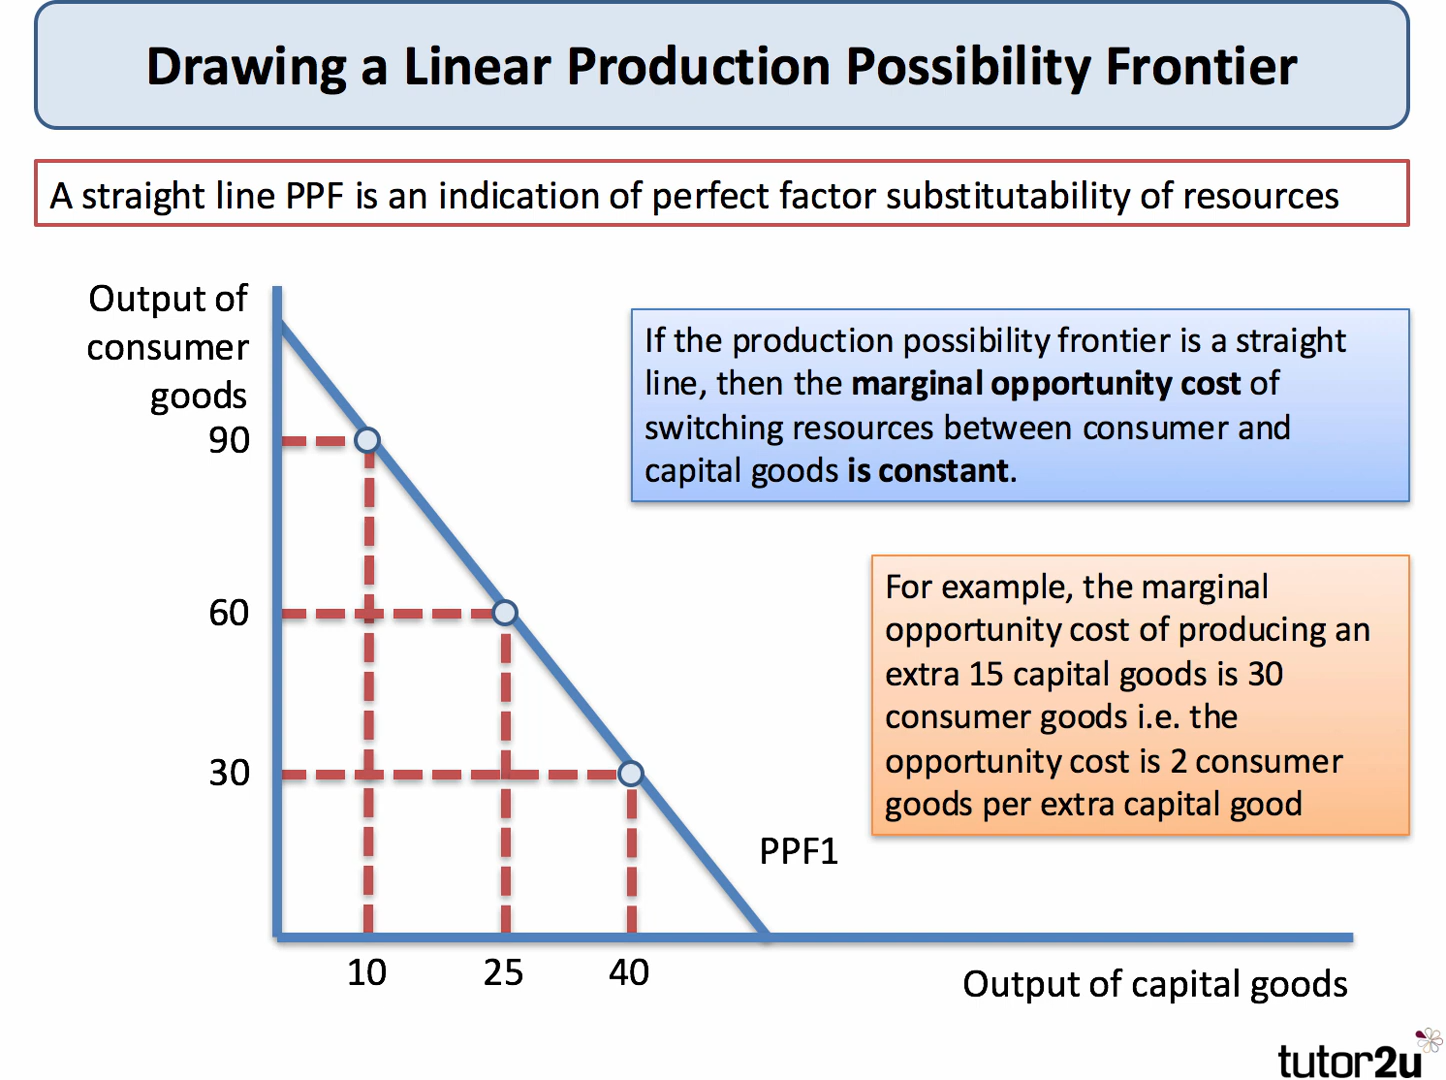 Drawing a Linear Production Possibility Frontier
A straight line PPF is an indication of perfect factor substitutability of resources
Output of
consumer
goods
If the production possibility frontier is a straight
line, then the marginal opportunity cost of
switching resources between consumer and
capital goods is constant.
90
For example, the marginal
opportunity cost of producing an
extra 15 capital goods is 30
consumer goods i.e. the
opportunity cost is 2 consumer
goods per extra capital good
60
30
PPF1
10
25
40
Output of capital goods
tutor2u